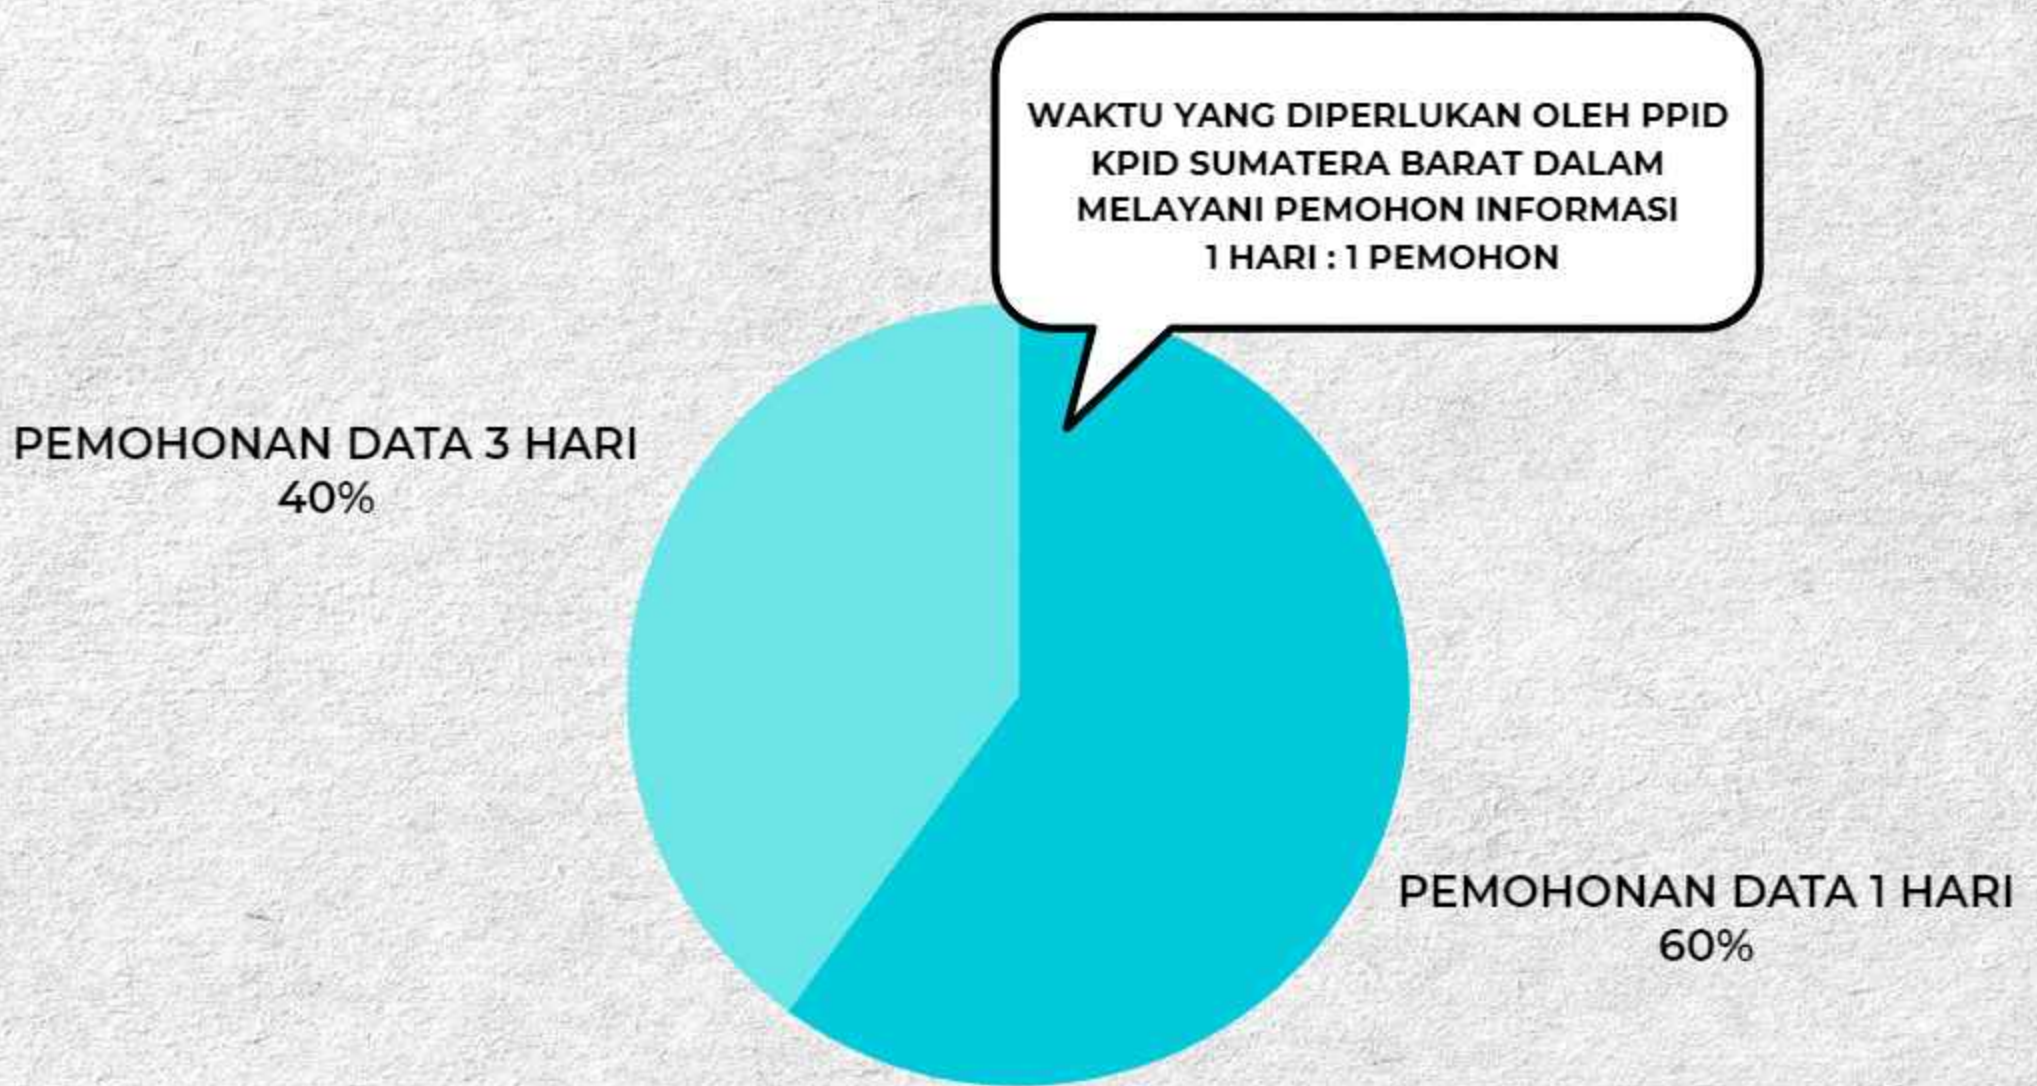 WAKTU YANG DIPERLUKAN OLEH PPID
KPID SUMATERA BARAT DALAM
MELAYANI PEMOHON INFORMASI
1 HARI : 1 PEMOHON
PEMOHONAN DATA 3 HARI
40%
PEMOHONAN DATA 1 HARI
60%